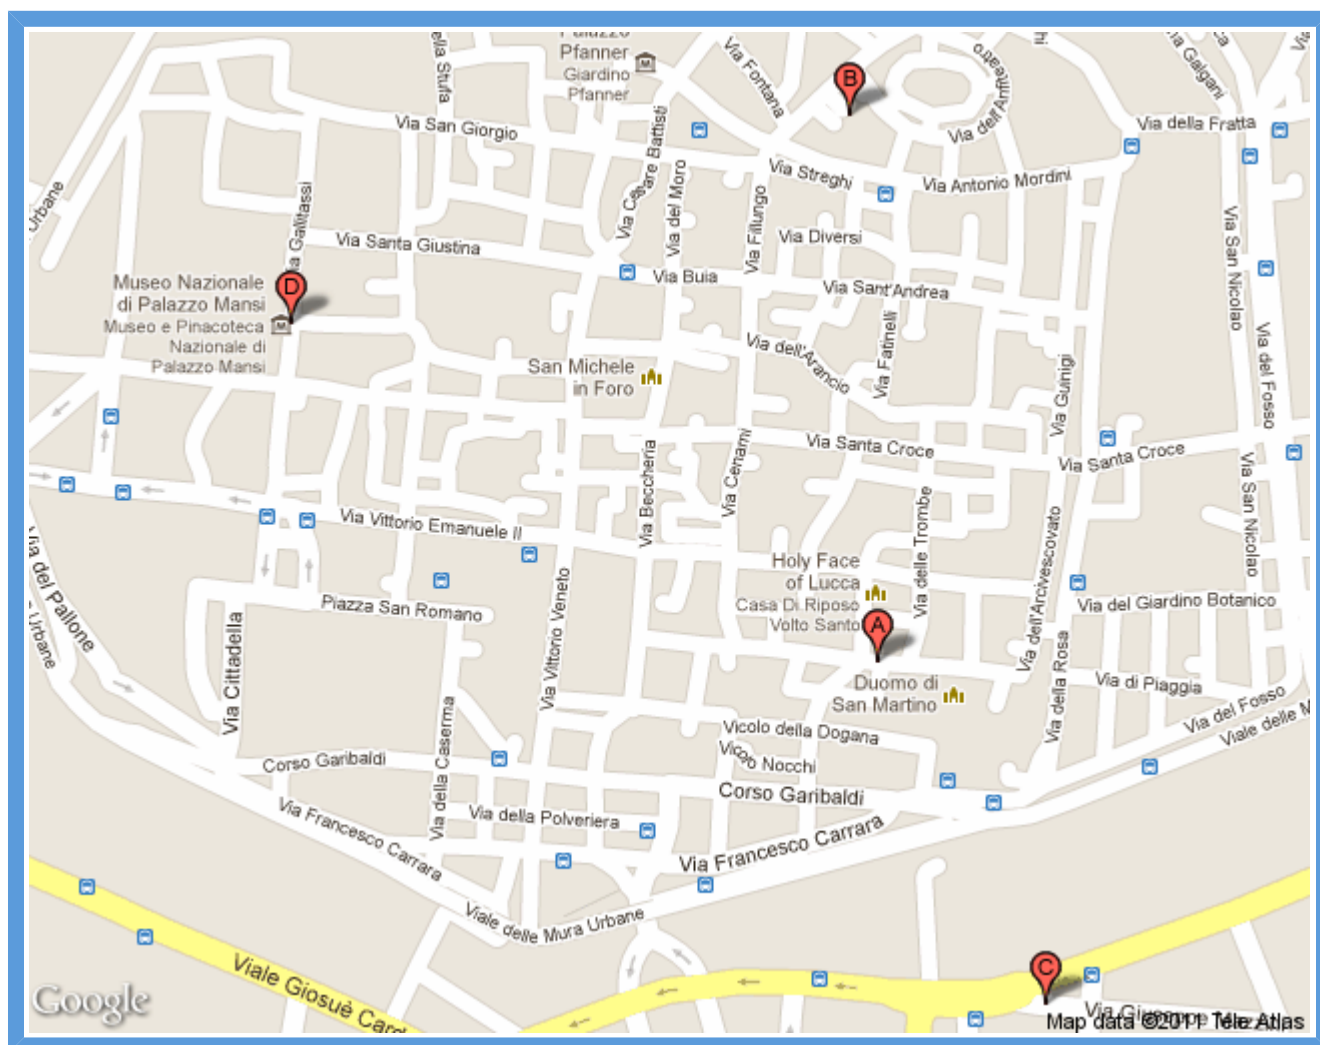 Palazzo
Pfanner
Giardino
Pfanner
ella Stufa
Via Fontana
B
Via dell'Anfiteatro
Via Galgani
Via della Fratta
Via San Giorgio
Via Cesare Battisti
Via del Moro
Via Streghi
Via Antonio Mordini
Urbane
Via Gallitassi
Via Santa Giustina
Via Fillungo
Via Diversi
Via Buia
Via Sant'Andrea
Via San Nicolao
D
Museo Nazionale
di Palazzo Mansi
Museo e Pinacoteca
Nazionale di
Palazzo Mansi
San Michele
in Foro
Via dell'Arancio
Via Fatinelli
Via Guinigi
Via del Fosso
Via Santa Croce
Via Santa Croce
Via Beccheria
Via Cenami
Via San Nicolao
Via Vittorio Emanuele II
Via delle Trombe
Via dell'Arcivescovato
Holy Face
of Lucca
Casa Di Riposo
Volto Santo
A
Via del Pallone
Urbane
Piazza San Romano
Via Cittadella
Via Vittorio Veneto
Via del Giardino Botanico
Via della Rosa
Via di Piaggia
Duomo di
San Martino
Via del Fosso
Viale delle M
Via della Caserma
Vicolo della Dogana
Vicolo Nocchi
Corso Garibaldi
Corso Garibaldi
Via della Polveriera
Via Francesco Carrara
Via Francesco Carrara
Viale delle Mura Urbane
Viale Giosuè Card
C
Via Giuseppe Mazzini
Google
Map data ©2011 Tele Atlas